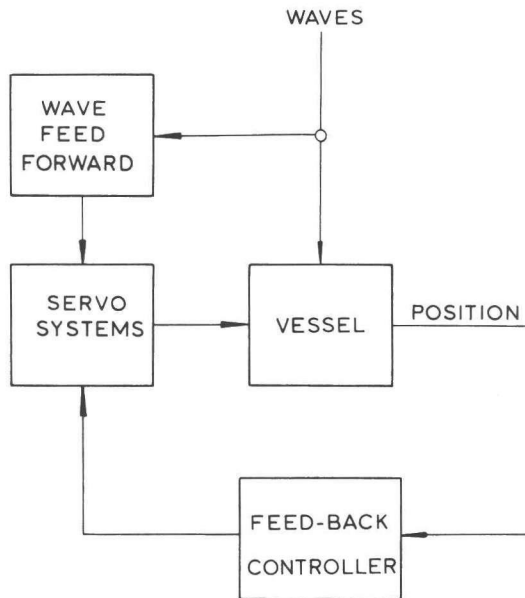 WAVES
WAVE
FEED
FORWARD
SERVO
SYSTEMS
VESSEL
POSITION
FEED-BACK
CONTROLLER